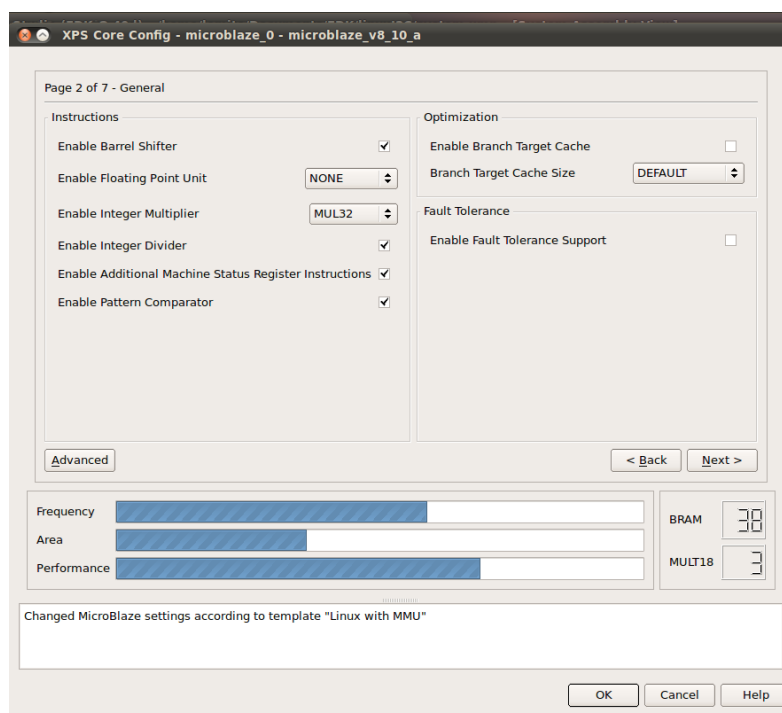 XPS Core Config - microblaze_0 - microblaze_v8_10_a
Page 2 of 7 - General
Instructions
Enable Barrel Shifter
Enable Floating Point Unit NONE
Enable Integer Multiplier MUL32
Enable Integer Divider
Enable Additional Machine Status Register Instructions
Enable Pattern Comparator
Optimization
Enable Branch Target Cache
Branch Target Cache Size DEFAULT
Fault Tolerance
Enable Fault Tolerance Support
Advanced
< Back Next >
Frequency
Area
Performance
BRAM 38
MULT18 3
Changed MicroBlaze settings according to template "Linux with MMU"
OK Cancel Help